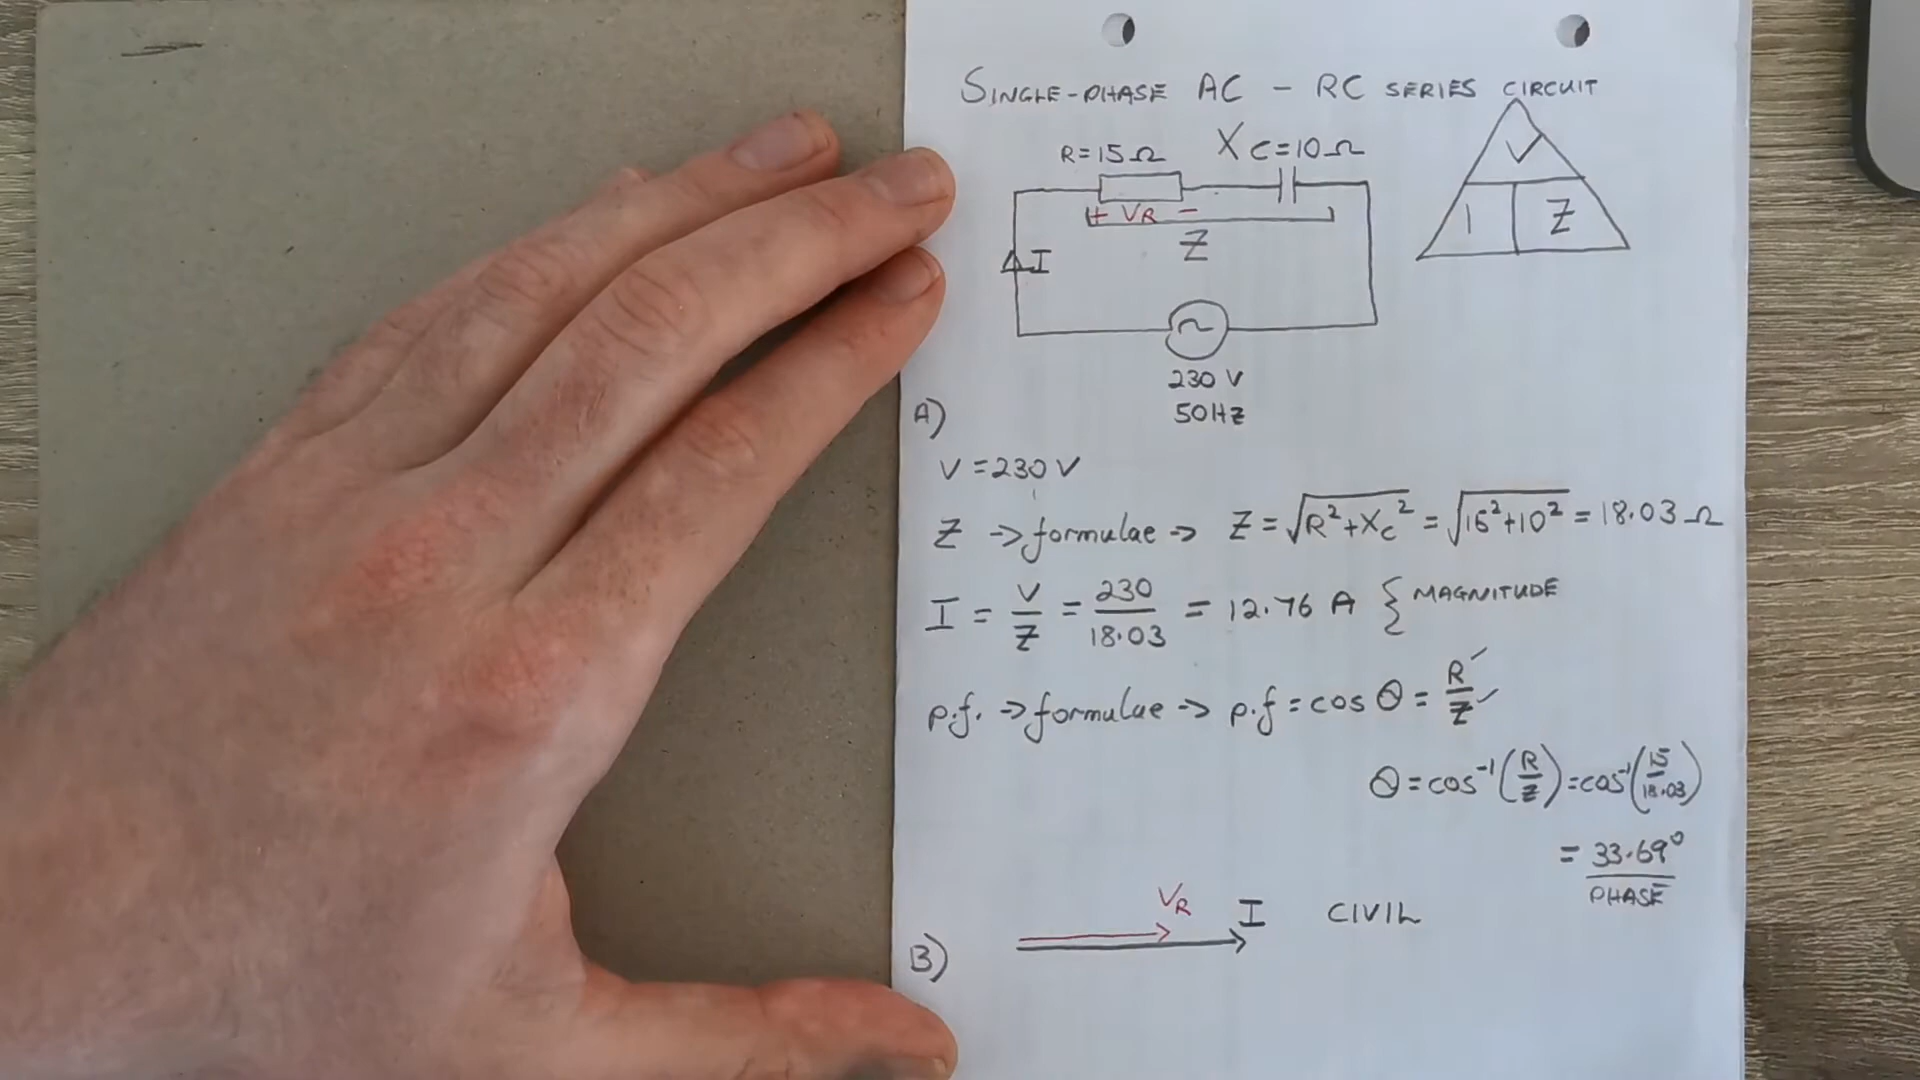 SINGLE-PHASE AC - RC SERIES CIRCUIT
R=15Ω XC=10Ω
V
I Z
+ VR -
Z
I
230 V
50HZ
A)
V=230V
Z -> formulae -> Z = √R²+Xc² = √15²+10² = 18.03Ω
I = V/Z = 230/18.03 = 12.76 A { MAGNITUDE
p.f. -> formulae -> p.f = cos θ = R/Z
θ = cos⁻¹(R/Z) = cos⁻¹(15/18.03)
= 33.69°
PHASE
VR I CIVIL
B)